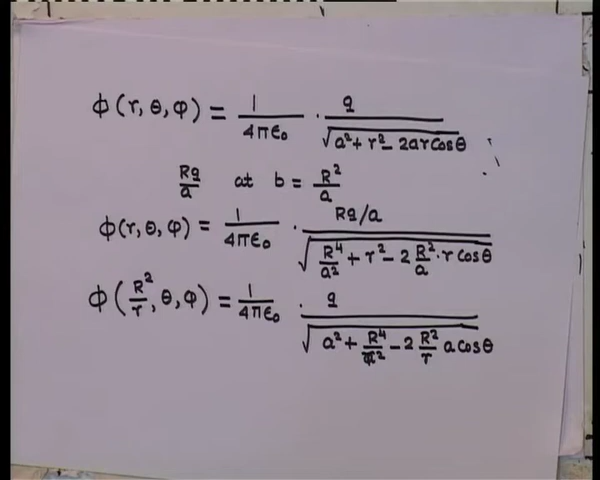 ϕ(r, θ, φ) = 1/4πε₀ · q/√(a² + r² - 2ar cosθ)
Rq/a at b = R²/a
ϕ(r, θ, φ) = 1/4πε₀ · (Rq/a)/√(R⁴/a² + r² - 2 R²/a · r cosθ)
ϕ(R²/r, θ, φ) = 1/4πε₀ · q/√(a² + R⁴/r² - 2 R²/r a cosθ)